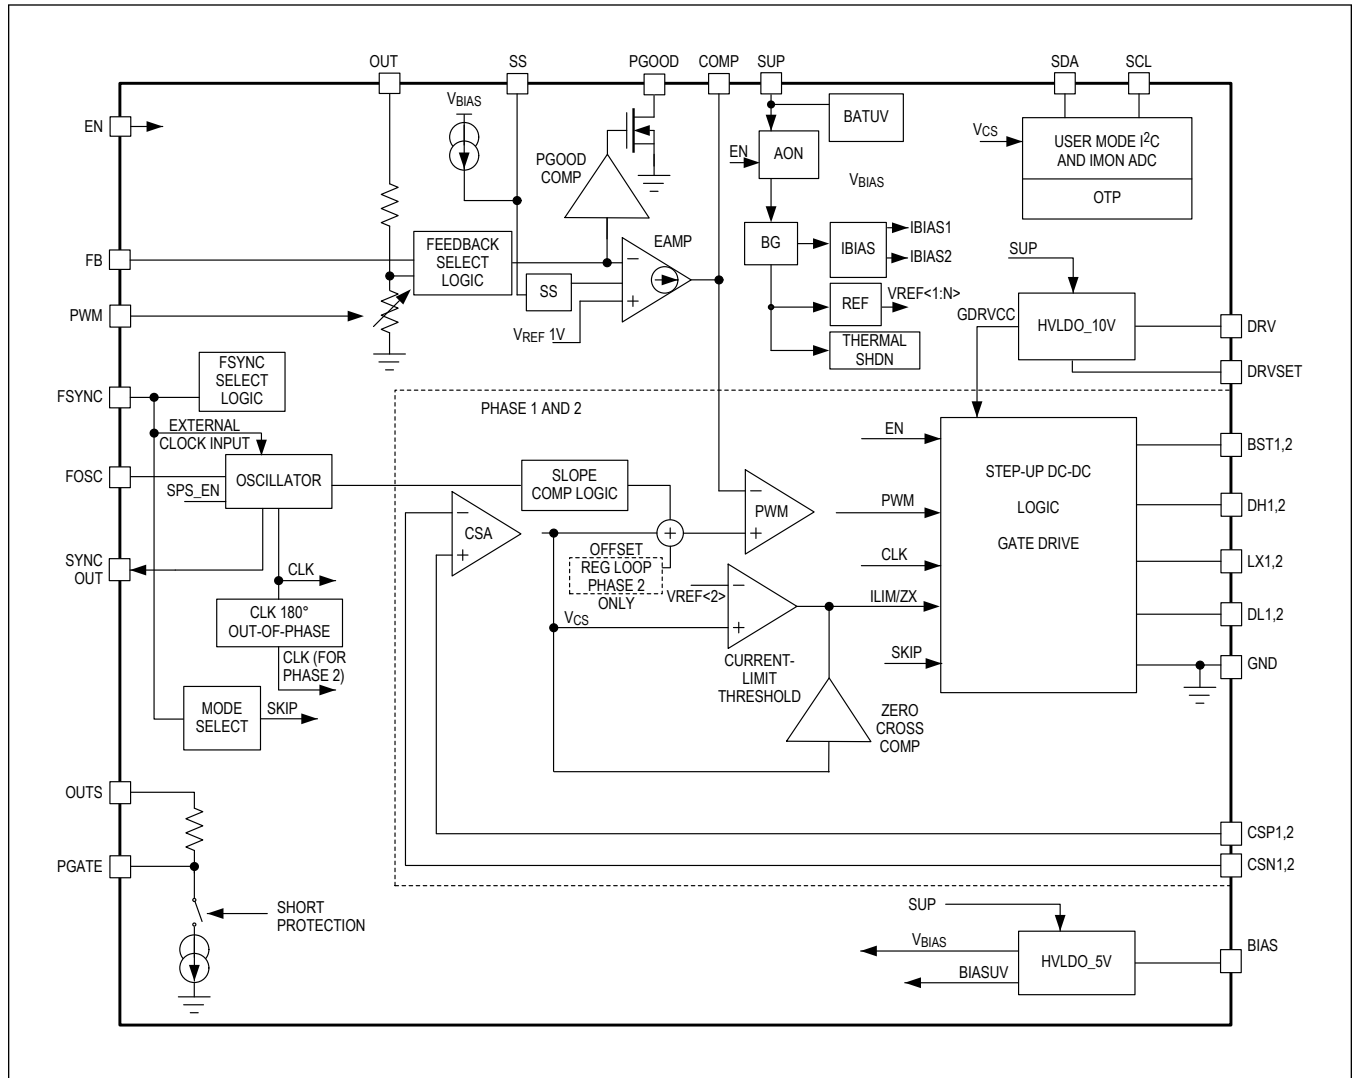 OUT
SS
PGOOD
COMP
SUP
SDA
SCL
EN
VBIAS
PGOOD
COMP
BATUV
EN
AON
VBIAS
VCS
USER MODE I²C
AND IMON ADC
OTP
FB
FEEDBACK
SELECT
LOGIC
EAMP
SS
VREF 1V
BG
IBIAS
IBIAS1
IBIAS2
REF
VREF<1:N>
THERMAL
SHDN
SUP
GDRVCC
HVLDO_10V
DRV
DRVSET
PWM
FSYNC
SELECT
LOGIC
FSYNC
EXTERNAL
CLOCK INPUT
FOSC
SPS_EN
OSCILLATOR
SYNC
OUT
CLK
CLK 180°
OUT-OF-PHASE
CLK (FOR
PHASE 2)
MODE
SELECT
SKIP
PHASE 1 AND 2
SLOPE
COMP LOGIC
CSA
OFFSET
REG LOOP
PHASE 2
ONLY
PWM
VREF<2>
VCS
CURRENT-
LIMIT
THRESHOLD
ZERO
CROSS
COMP
EN
PWM
CLK
ILIM/ZX
SKIP
STEP-UP DC-DC
LOGIC
GATE DRIVE
BST1,2
DH1,2
LX1,2
DL1,2
GND
OUTS
PGATE
SHORT
PROTECTION
CSP1,2
CSN1,2
SUP
VBIAS
BIASUV
HVLDO_5V
BIAS